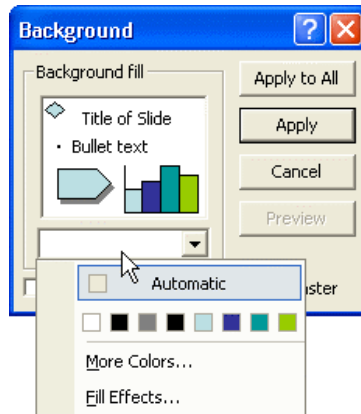 Background
Background fill
Apply to All
Title of Slide
• Bullet text
Apply
Cancel
Preview
Automatic
More Colors...
Fill Effects...